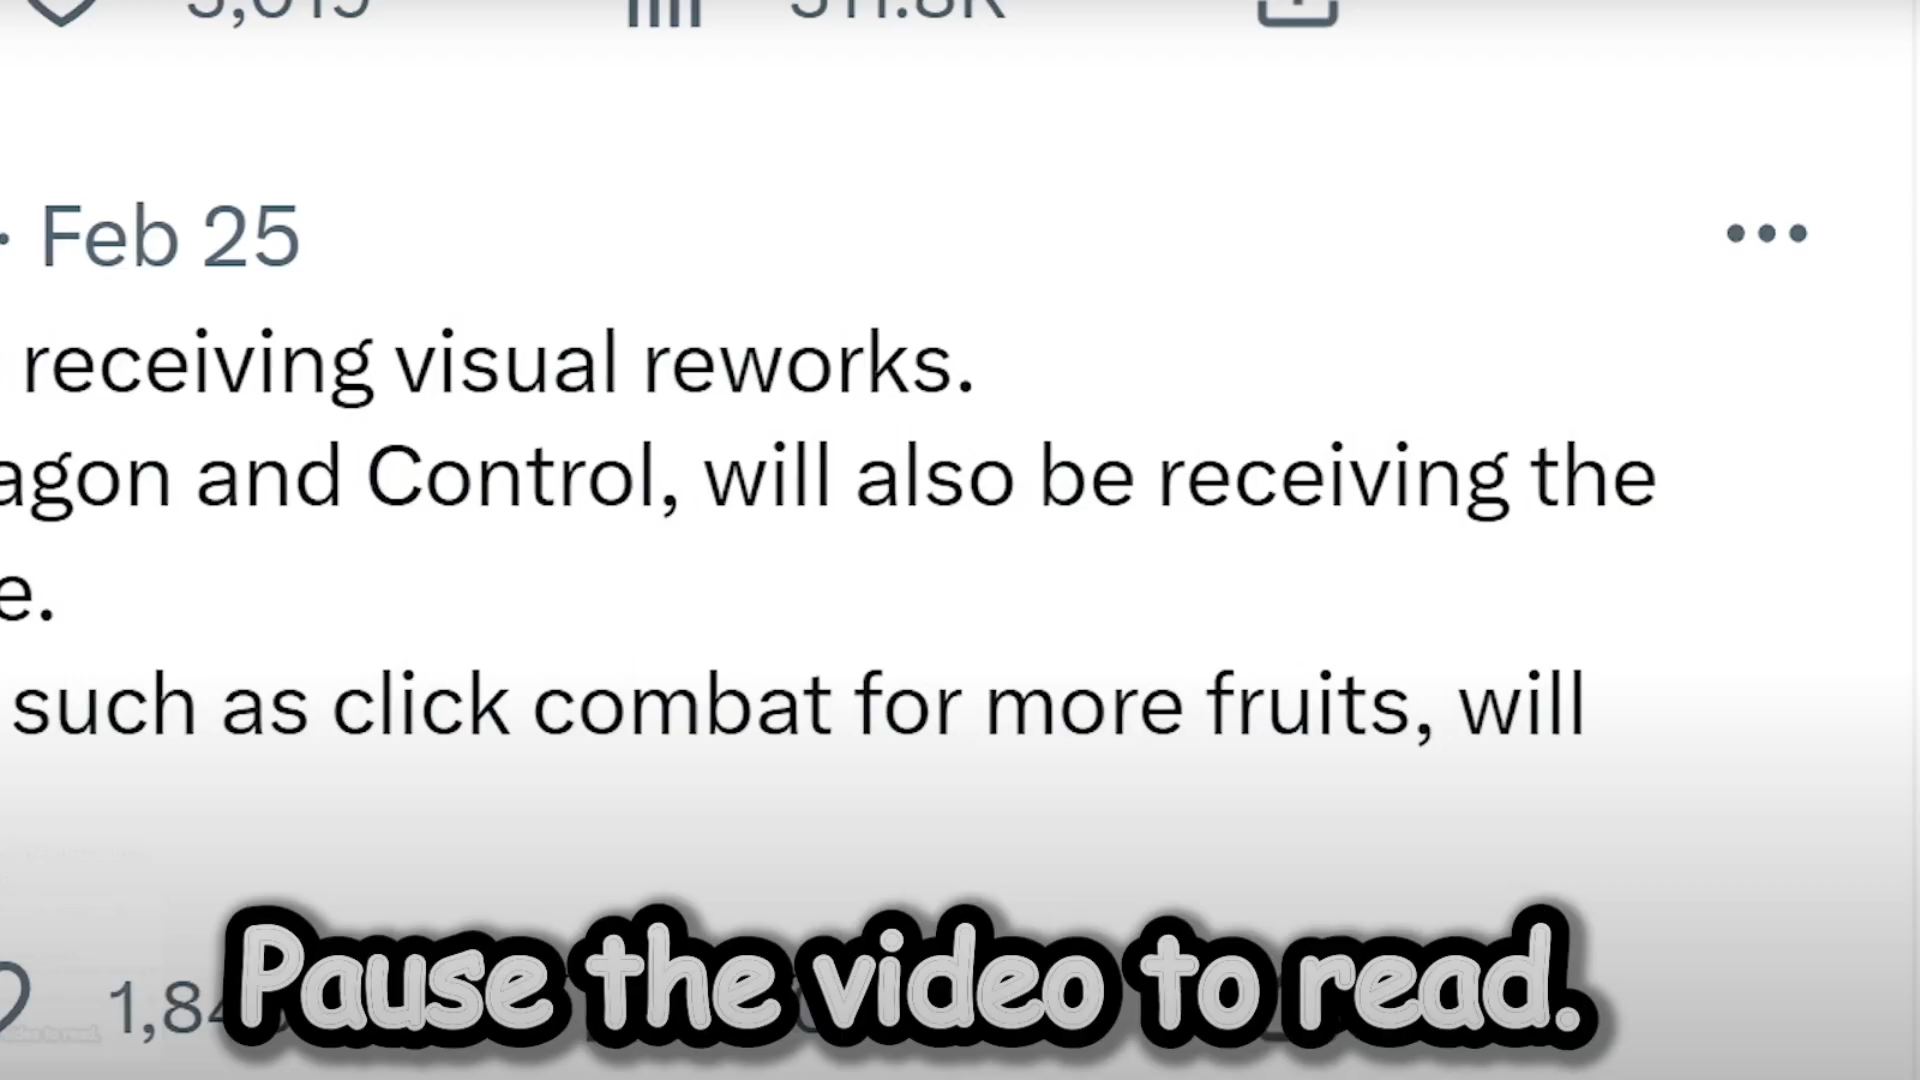 · Feb 25
receiving visual reworks.
and Control, will also be receiving the
such as click combat for more fruits, will
Pause the video to read.